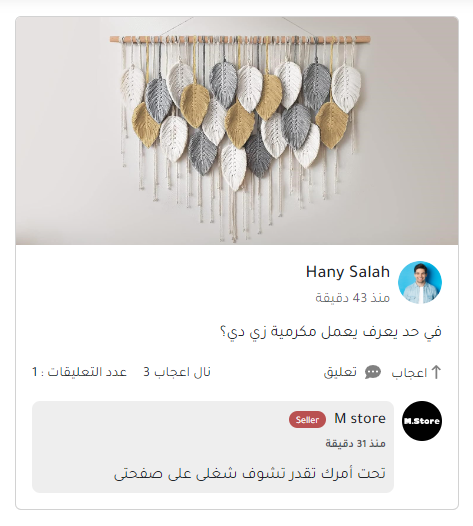 Hany Salah
منذ 43 دقيقة
في حد يعرف يعمل مكرمية زي دي؟
اعجاب تعليق نال اعجاب 3 عدد التعليقات : 1
M.Store
M store Seller
منذ 31 دقيقة
تحت أمرك تقدر تشوف شغلى على صفحتى